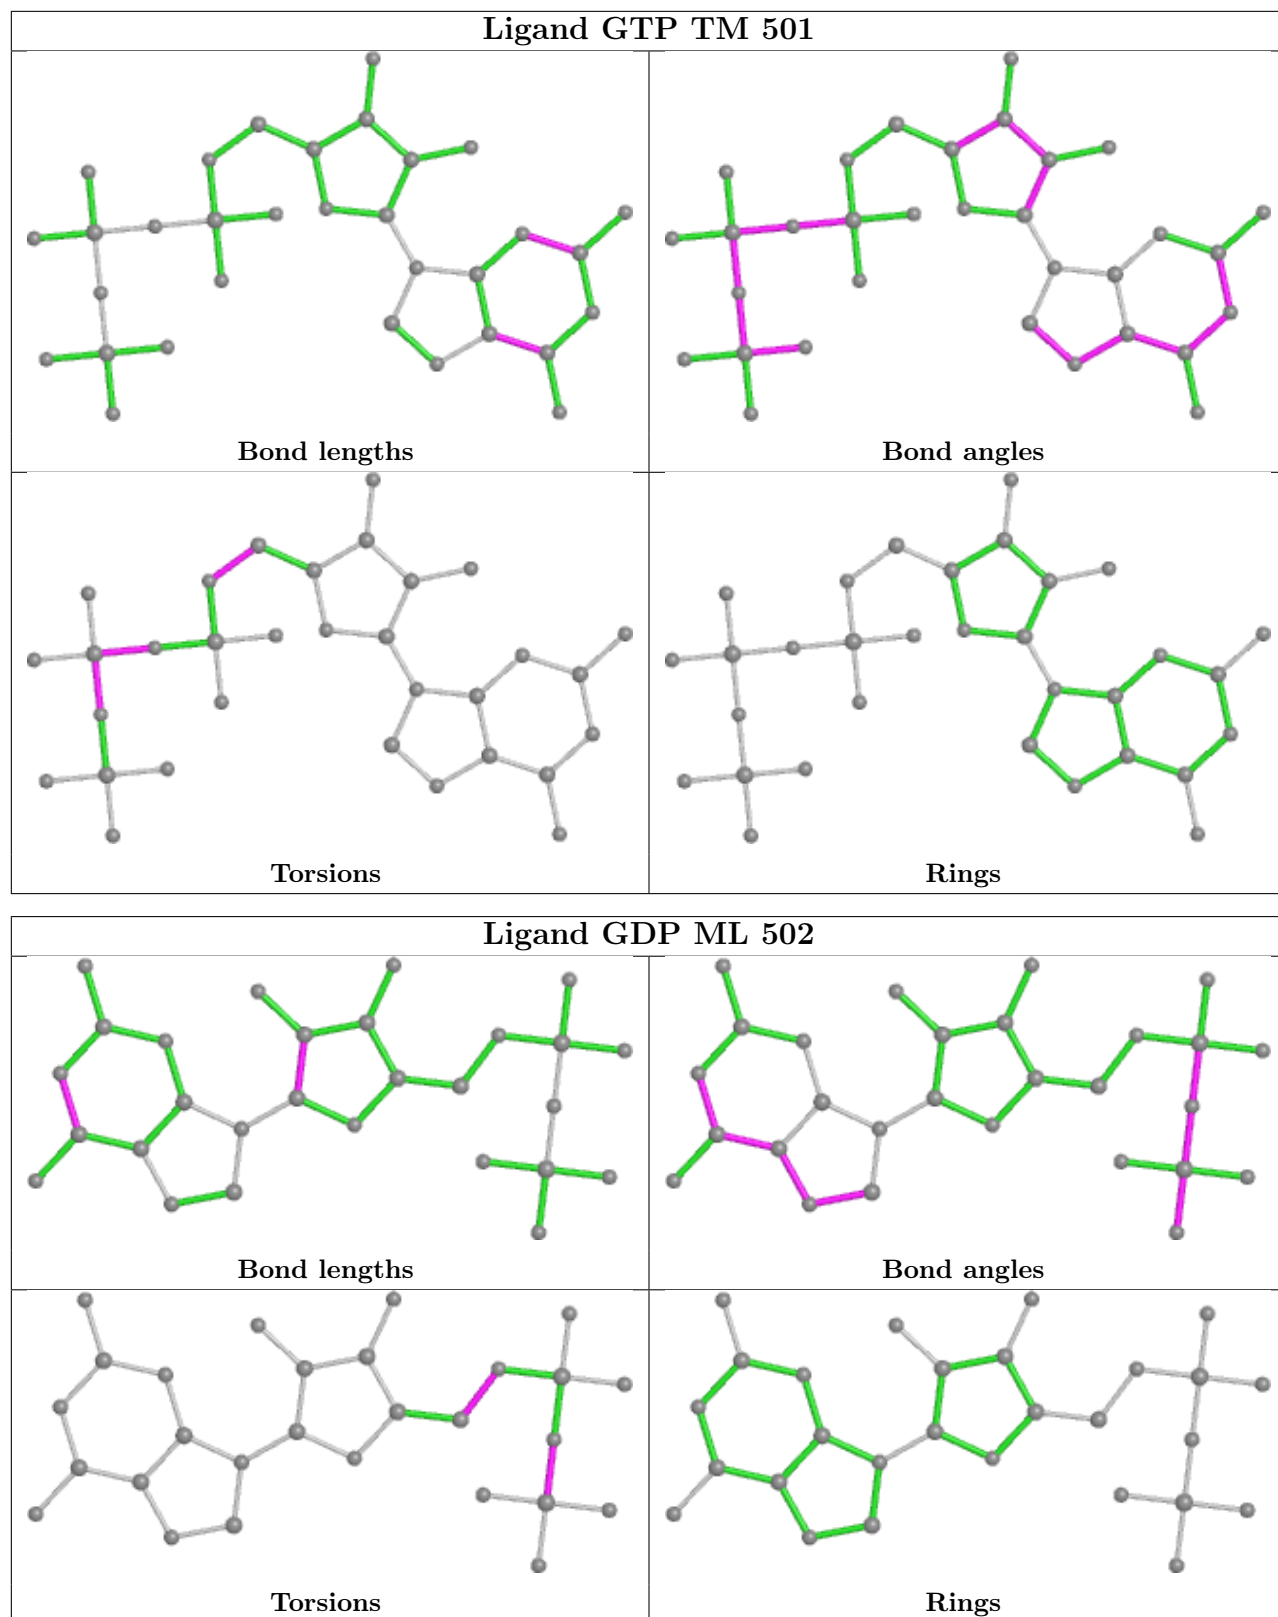 Ligand GTP TM 501
Bond lengths
Bond angles
Torsions
Rings
Ligand GDP ML 502
Bond lengths
Bond angles
Torsions
Rings